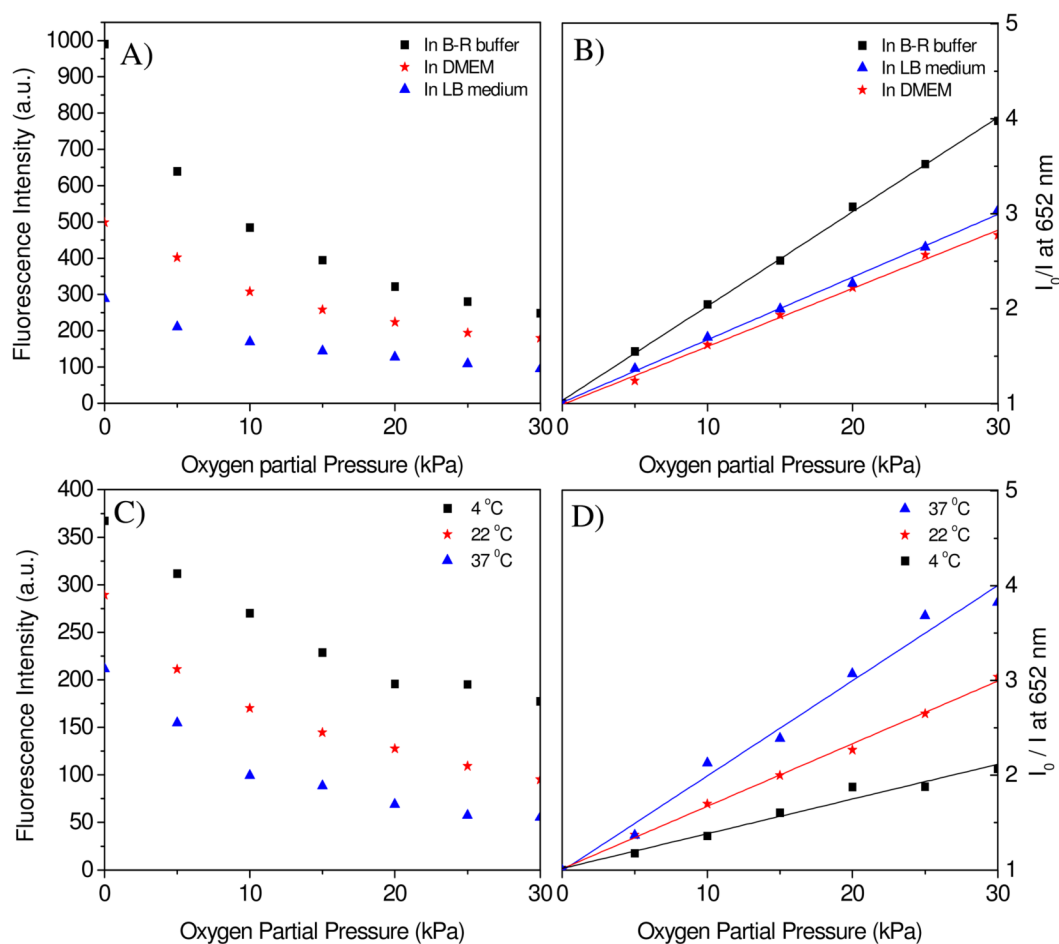 A)
In B-R buffer
In DMEM
In LB medium
Fluorescence Intensity (a.u.)
1000
900
800
700
600
500
400
300
200
100
0
0
10
20
30
Oxygen partial Pressure (kPa)
B)
In B-R buffer
In LB medium
In DMEM
5
4
3
2
1
I₀/I at 652 nm
0
10
20
30
Oxygen partial Pressure (kPa)
C)
4 °C
22 °C
37 ⁰C
Fluorescence Intensity (a.u.)
400
350
300
250
200
150
100
50
0
0
10
20
30
Oxygen Partial Pressure (kPa)
D)
37 ⁰C
22 °C
4 °C
5
4
3
2
1
I₀ / I at 652 nm
0
10
20
30
Oxygen Partial Pressure (kPa)